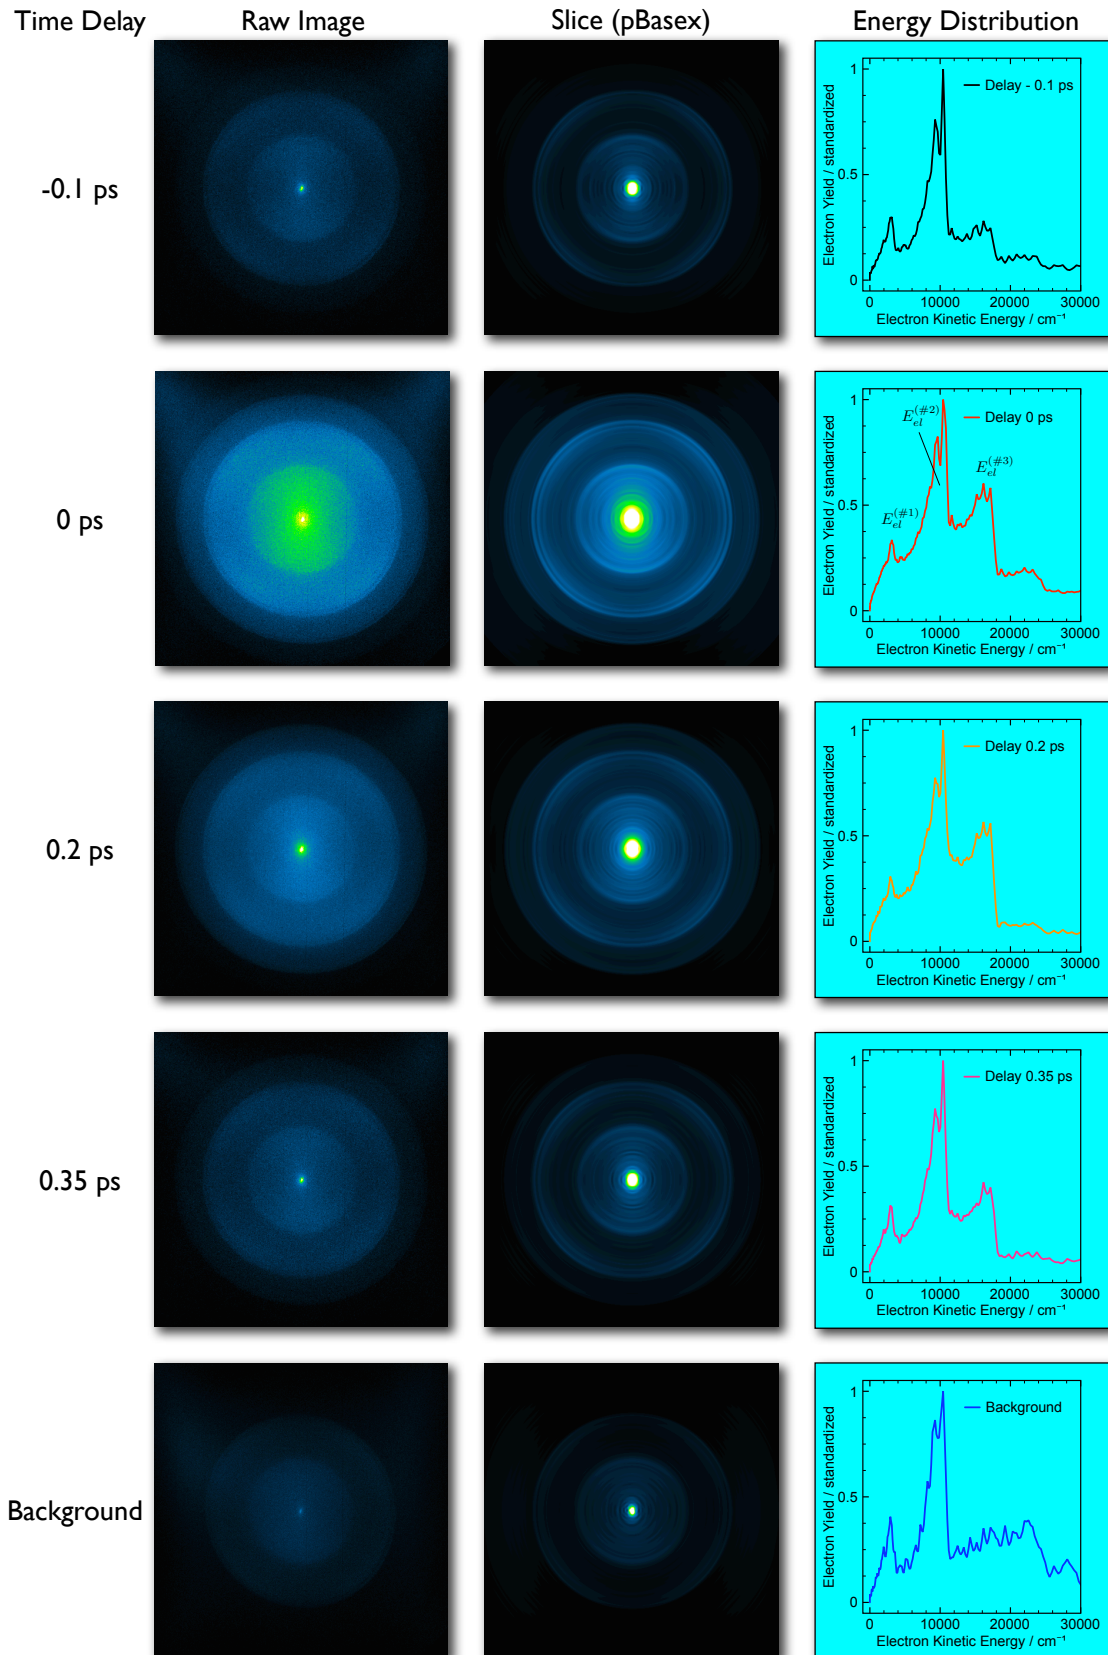 Time Delay Raw Image Slice (pBasex) Energy Distribution
-0.1 ps
Electron Yield / standardized
1
0.5
0
Delay - 0.1 ps
0 10000 20000 30000
Electron Kinetic Energy / cm⁻¹
0 ps
Electron Yield / standardized
1
0.5
0
Delay 0 ps
E_{el}^{(#2)}
E_{el}^{(#3)}
E_{el}^{(#1)}
0 10000 20000 30000
Electron Kinetic Energy / cm⁻¹
0.2 ps
Electron Yield / standardized
1
0.5
0
Delay 0.2 ps
0 10000 20000 30000
Electron Kinetic Energy / cm⁻¹
0.35 ps
Electron Yield / standardized
1
0.5
0
Delay 0.35 ps
0 10000 20000 30000
Electron Kinetic Energy / cm⁻¹
Background
Electron Yield / standardized
1
0.5
0
Background
0 10000 20000 30000
Electron Kinetic Energy / cm⁻¹